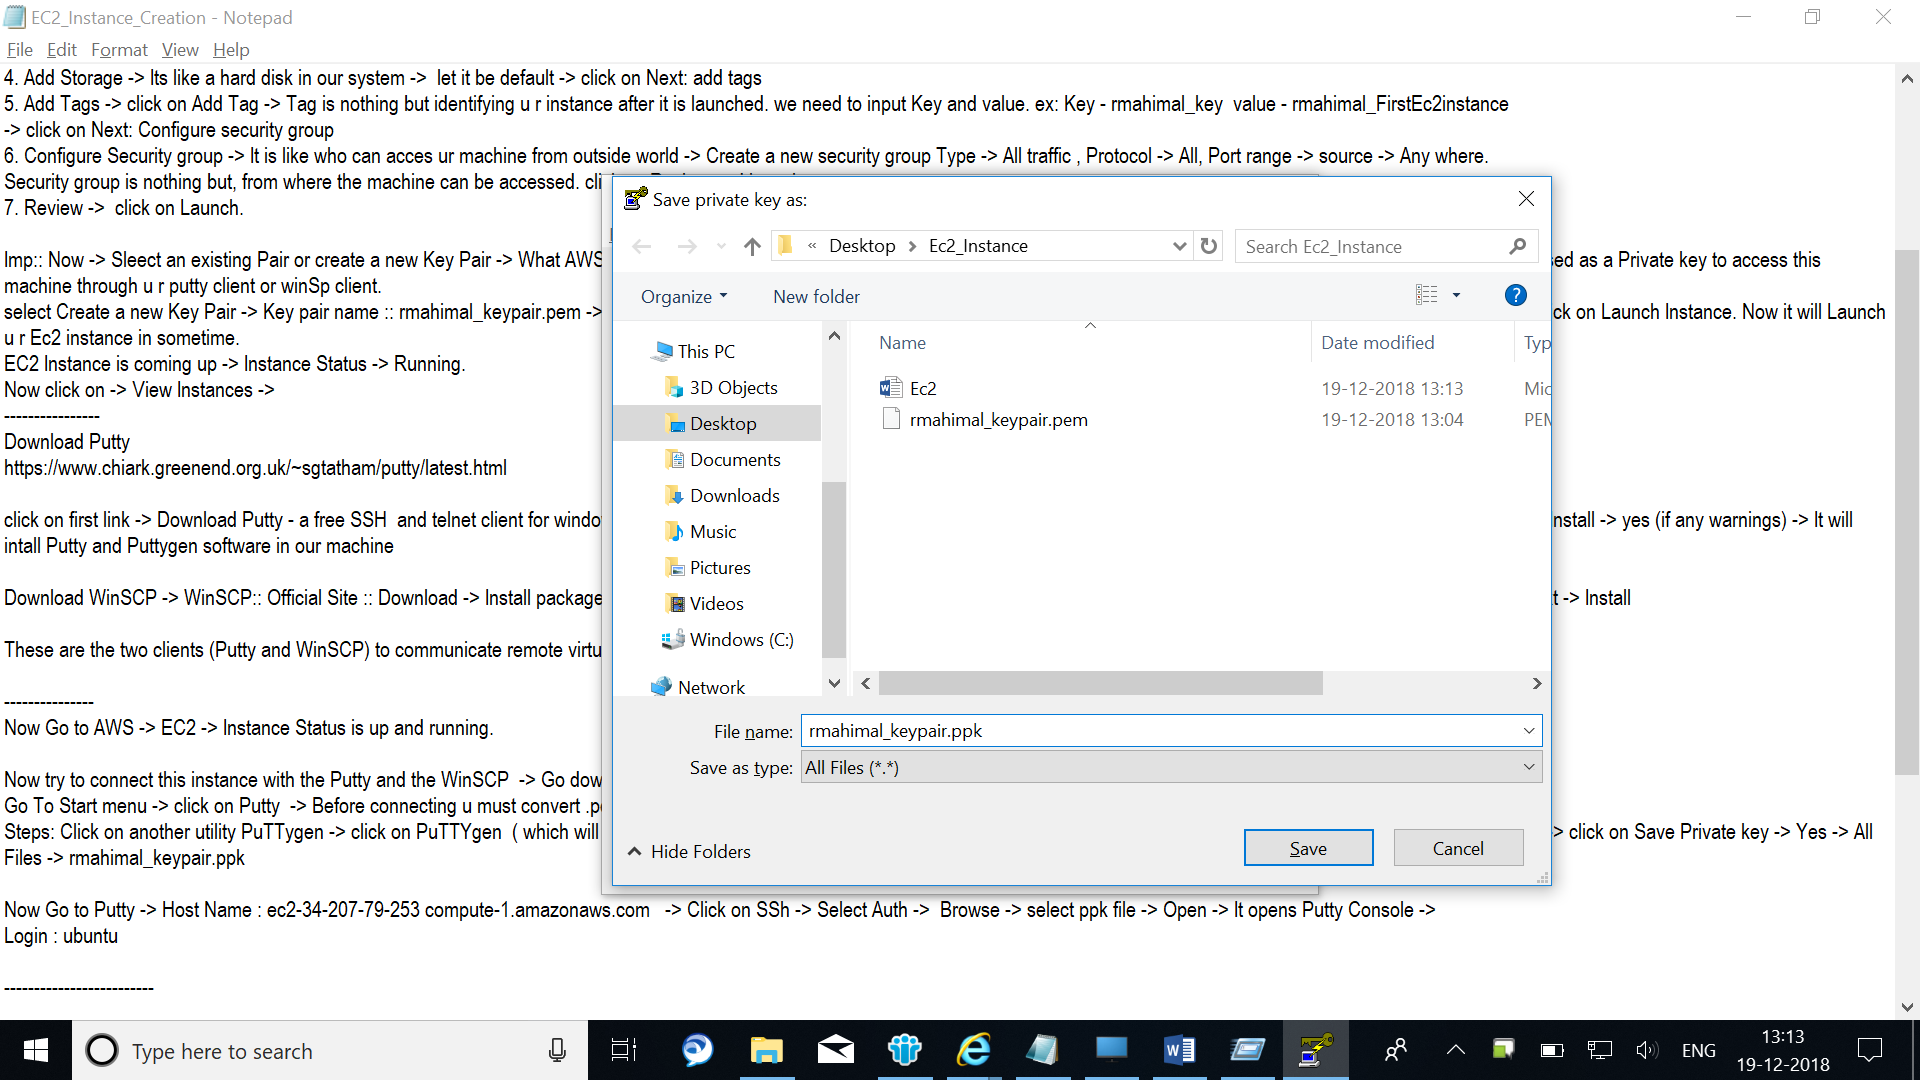 EC2_Instance_Creation - Notepad
File Edit Format View Help
4. Add Storage -> Its like a hard disk in our system -> let it be default -> click on Next: add tags
5. Add Tags -> click on Add Tag -> Tag is nothing but identifying u r instance after it is launched. we need to input Key and value. ex: Key - rmahimal_key value - rmahimal_FirstEc2instance
-> click on Next: Configure security group
6. Configure Security group -> It is like who can acces ur machine from outside world -> Create a new security group Type -> All traffic , Protocol -> All, Port range -> source -> Any where.
Security group is nothing but, from where the machine can be accessed.
7. Review -> click on Launch.
Imp:: Now -> Sleect an existing Pair or create a new Key Pair -> What AWS
ed as a Private key to access this
machine through u r putty client or winSp client.
select Create a new Key Pair -> Key pair name :: rmahimal_keypair.pem ->
ck on Launch Instance. Now it will Launch
u r Ec2 instance in sometime.
EC2 Instance is coming up -> Instance Status -> Running.
Now click on -> View Instances ->
----------------
Download Putty
https://www.chiark.greenend.org.uk/~sgtatham/putty/latest.html
click on first link -> Download Putty - a free SSH and telnet client for windo
nstall -> yes (if any warnings) -> It will
intall Putty and Puttygen software in our machine
Download WinSCP -> WinSCP:: Official Site :: Download -> Install package
t -> Install
These are the two clients (Putty and WinSCP) to communicate remote virtu
---------------
Now Go to AWS -> EC2 -> Instance Status is up and running.
Now try to connect this instance with the Putty and the WinSCP -> Go dow
Go To Start menu -> click on Putty -> Before connecting u must convert .p
Steps: Click on another utility PuTTygen -> click on PuTTYgen ( which will
> click on Save Private key -> Yes -> All
Files -> rmahimal_keypair.ppk
Now Go to Putty -> Host Name : ec2-34-207-79-253 compute-1.amazonaws.com -> Click on SSh -> Select Auth -> Browse -> select ppk file -> Open -> It opens Putty Console ->
Login : ubuntu
-------------------------
Save private key as:
« Desktop > Ec2_Instance
Search Ec2_Instance
Organize
New folder
This PC
3D Objects
Desktop
Documents
Downloads
Music
Pictures
Videos
Windows (C:)
Network
Name Date modified Typ
Ec2 19-12-2018 13:13 Mic
rmahimal_keypair.pem 19-12-2018 13:04 PEM
File name: rmahimal_keypair.ppk
Save as type: All Files (*.*)
Hide Folders
Save
Cancel
Type here to search
ENG
13:13
19-12-2018